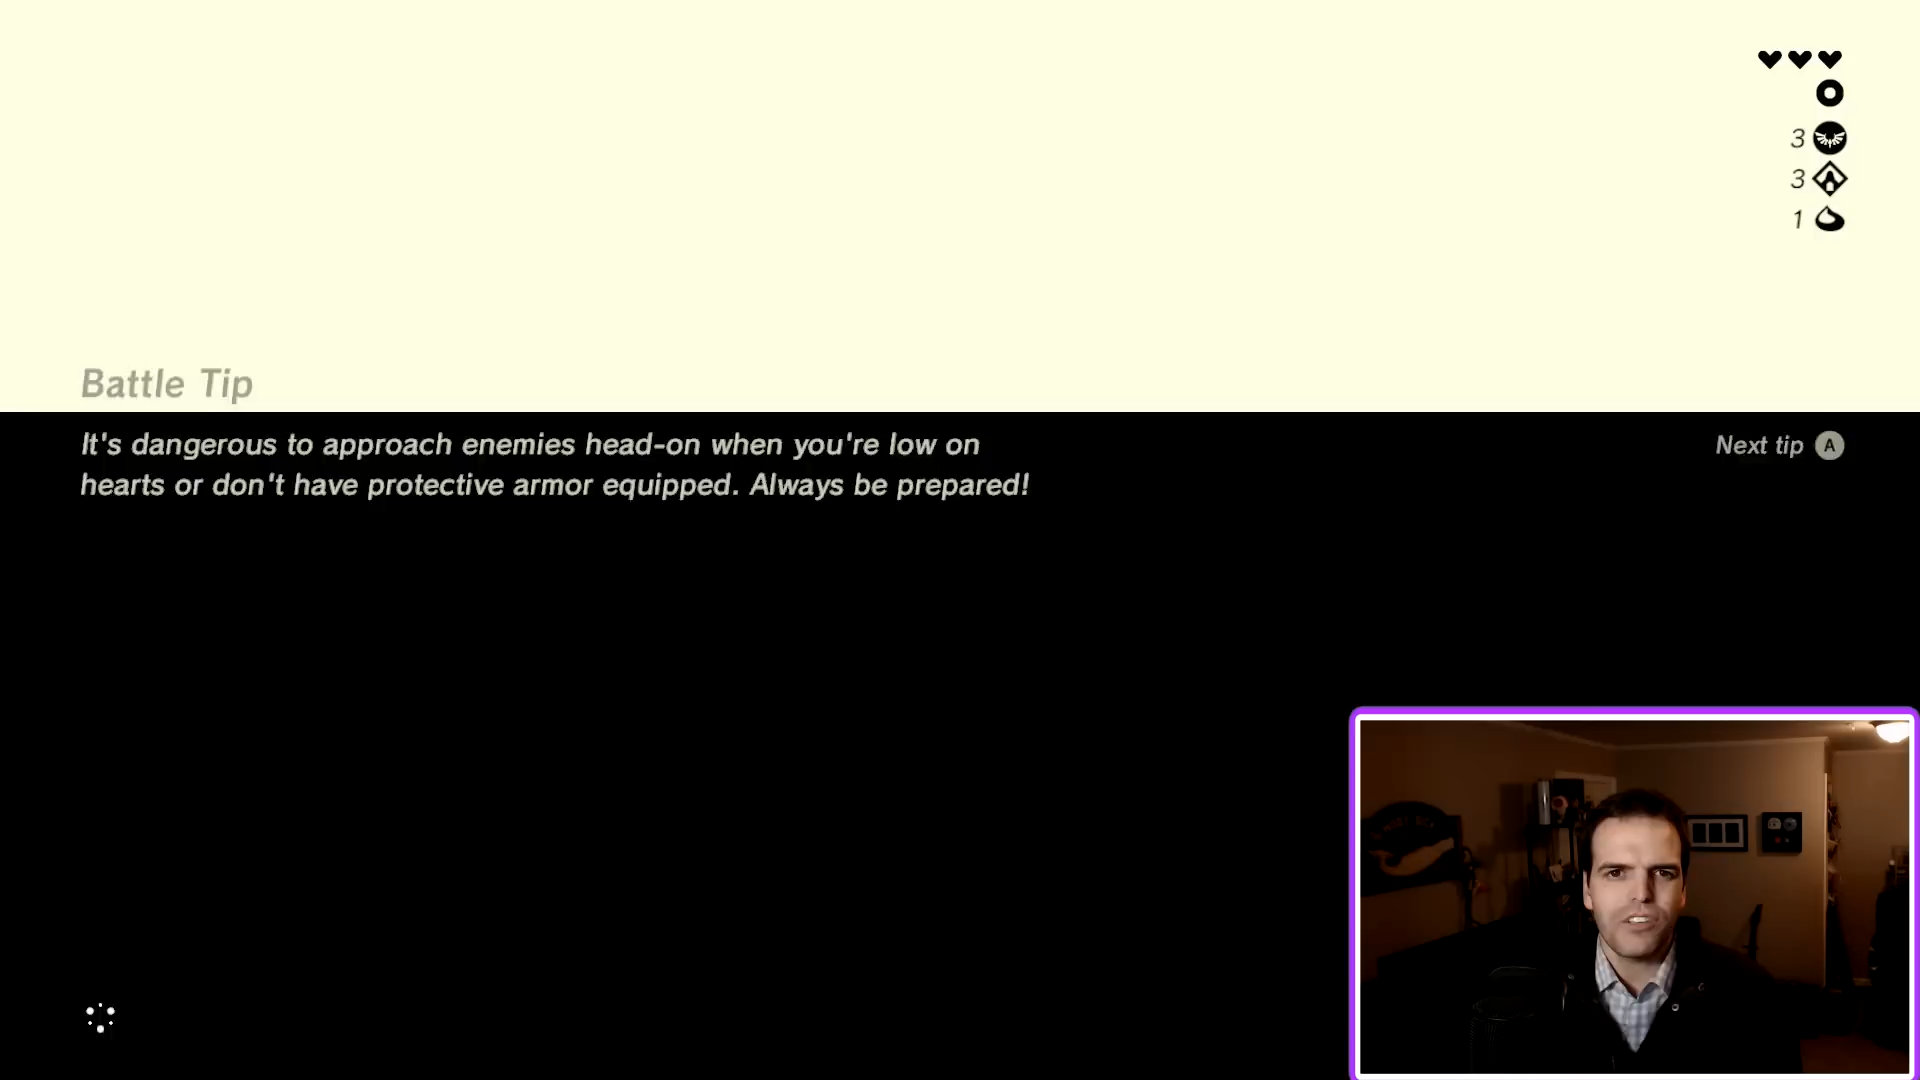 3
3
1
Battle Tip
It's dangerous to approach enemies head-on when you're low on
hearts or don't have protective armor equipped. Always be prepared!
Next tip A